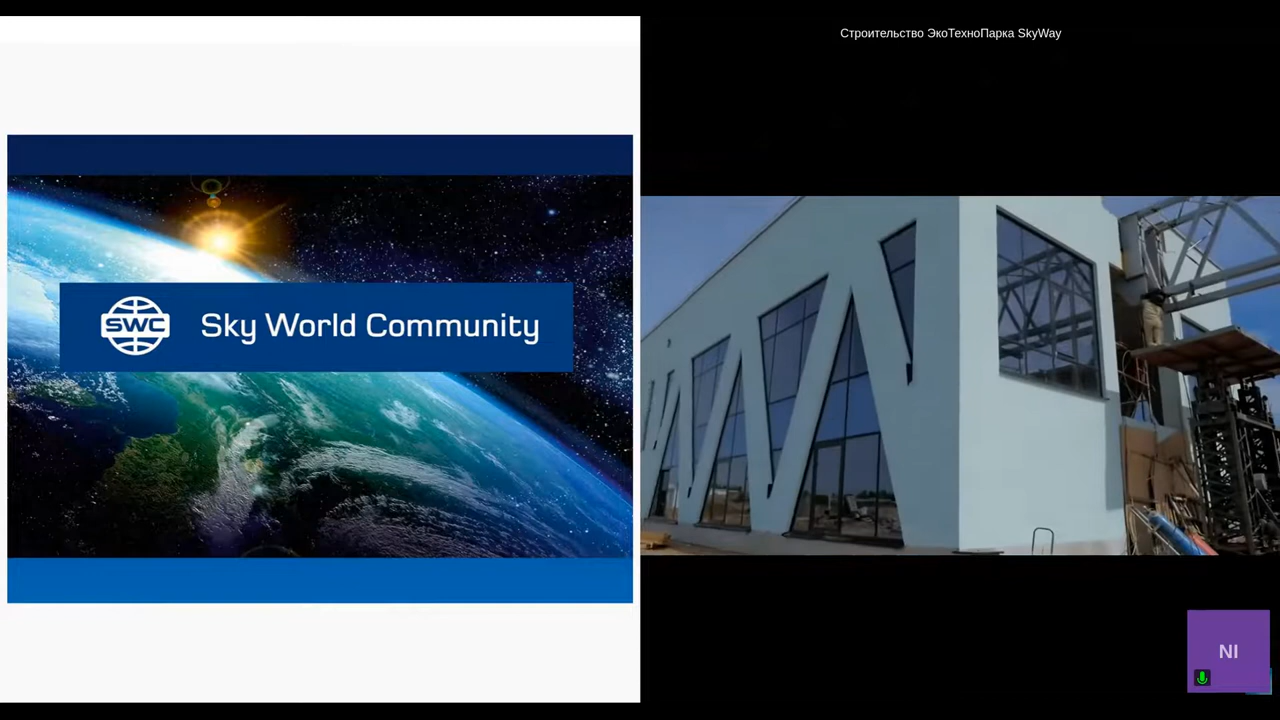 SWC
Sky World Community
Строительство ЭкоТехноПарка SkyWay
NI